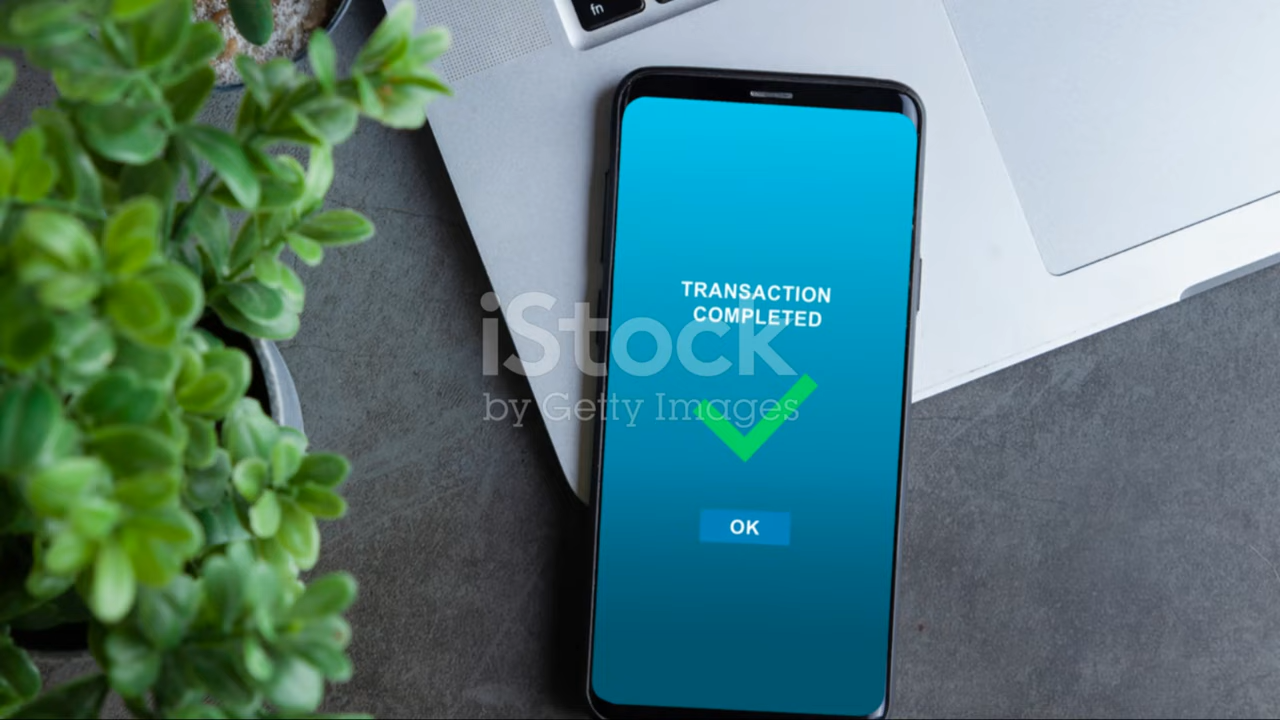 fn
TRANSACTION
COMPLETED
iStock
by Getty Images
OK